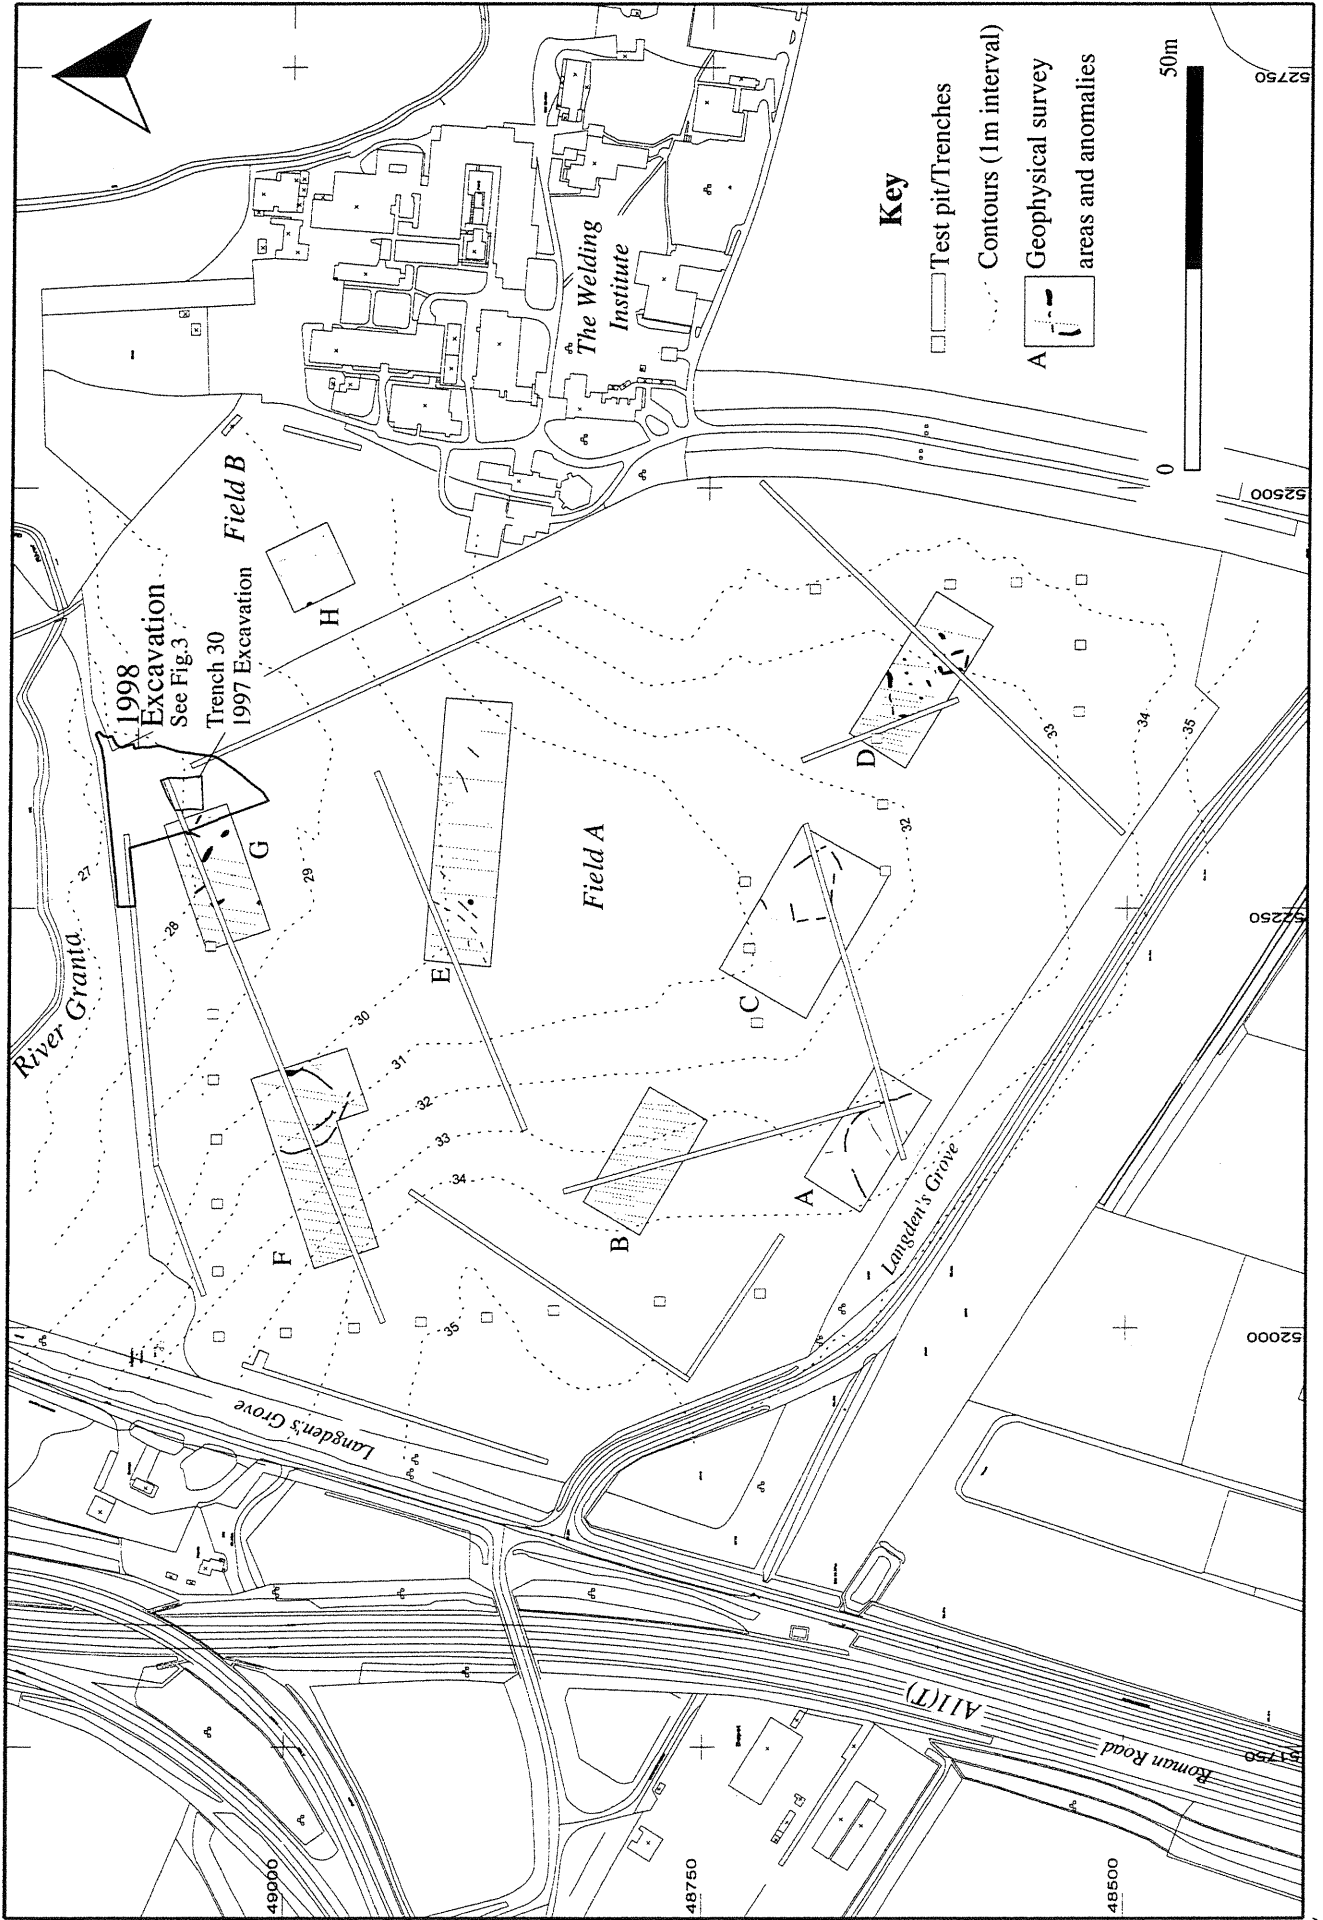 River Granta
1998
Excavation
See Fig.3
Trench 30
1997 Excavation
Field B
The Welding
Institute
Field A
Langden's Grove
Langden's Grove
A11(T)
Roman Road
Depot
A
B
C
D
E
F
G
H
27
28
29
30
31
32
33
34
35
32
33
34
35
49000
48750
48500
51750
52000
52250
52500
52750
Key
Test pit/Trenches
Contours (1m interval)
A
Geophysical survey
areas and anomalies
0
50m